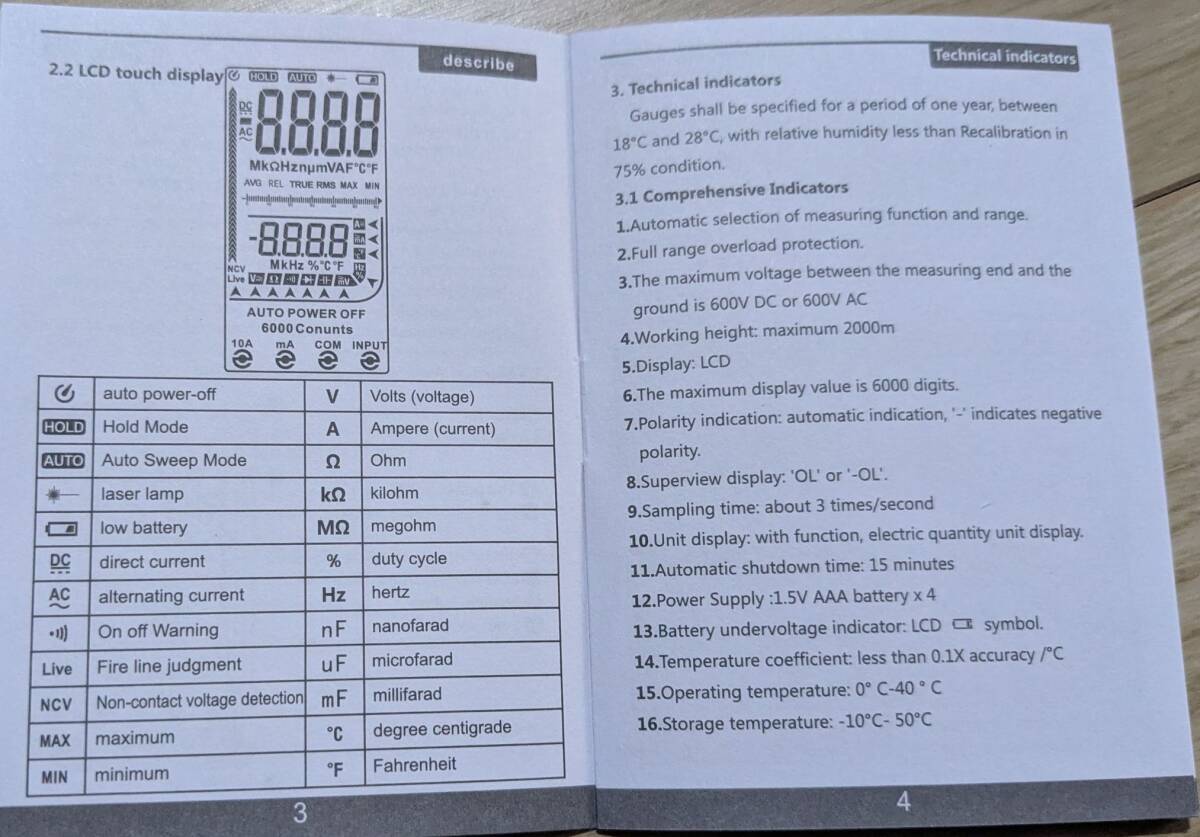 describe
2.2 LCD touch display
HOLD AUTO
DC
AC
8.8.8.8
MkΩHznμmVAF°C°F
AVG REL TRUE RMS MAX MIN
-8.8.8.8
MkHz %°C°F
Hz
%
NCV
Live
AUTO POWER OFF
6000 Conunts
10A mA COM INPUT
auto power-off V Volts (voltage)
HOLD Hold Mode A Ampere (current)
AUTO Auto Sweep Mode Ω Ohm
laser lamp kΩ kilohm
low battery MΩ megohm
DC direct current % duty cycle
AC alternating current Hz hertz
On off Warning nF nanofarad
Live Fire line judgment uF microfarad
NCV Non-contact voltage detection mF millifarad
MAX maximum °C degree centigrade
MIN minimum °F Fahrenheit
3
Technical indicators
3. Technical indicators
Gauges shall be specified for a period of one year, between
18°C and 28°C, with relative humidity less than Recalibration in
75% condition.
3.1 Comprehensive Indicators
1.Automatic selection of measuring function and range.
2.Full range overload protection.
3.The maximum voltage between the measuring end and the
ground is 600V DC or 600V AC
4.Working height: maximum 2000m
5.Display: LCD
6.The maximum display value is 6000 digits.
7.Polarity indication: automatic indication, '-' indicates negative
polarity.
8.Superview display: 'OL' or '-OL'.
9.Sampling time: about 3 times/second
10.Unit display: with function, electric quantity unit display.
11.Automatic shutdown time: 15 minutes
12.Power Supply :1.5V AAA battery x 4
13.Battery undervoltage indicator: LCD symbol.
14.Temperature coefficient: less than 0.1X accuracy /°C
15.Operating temperature: 0° C-40 ° C
16.Storage temperature: -10°C- 50°C
4